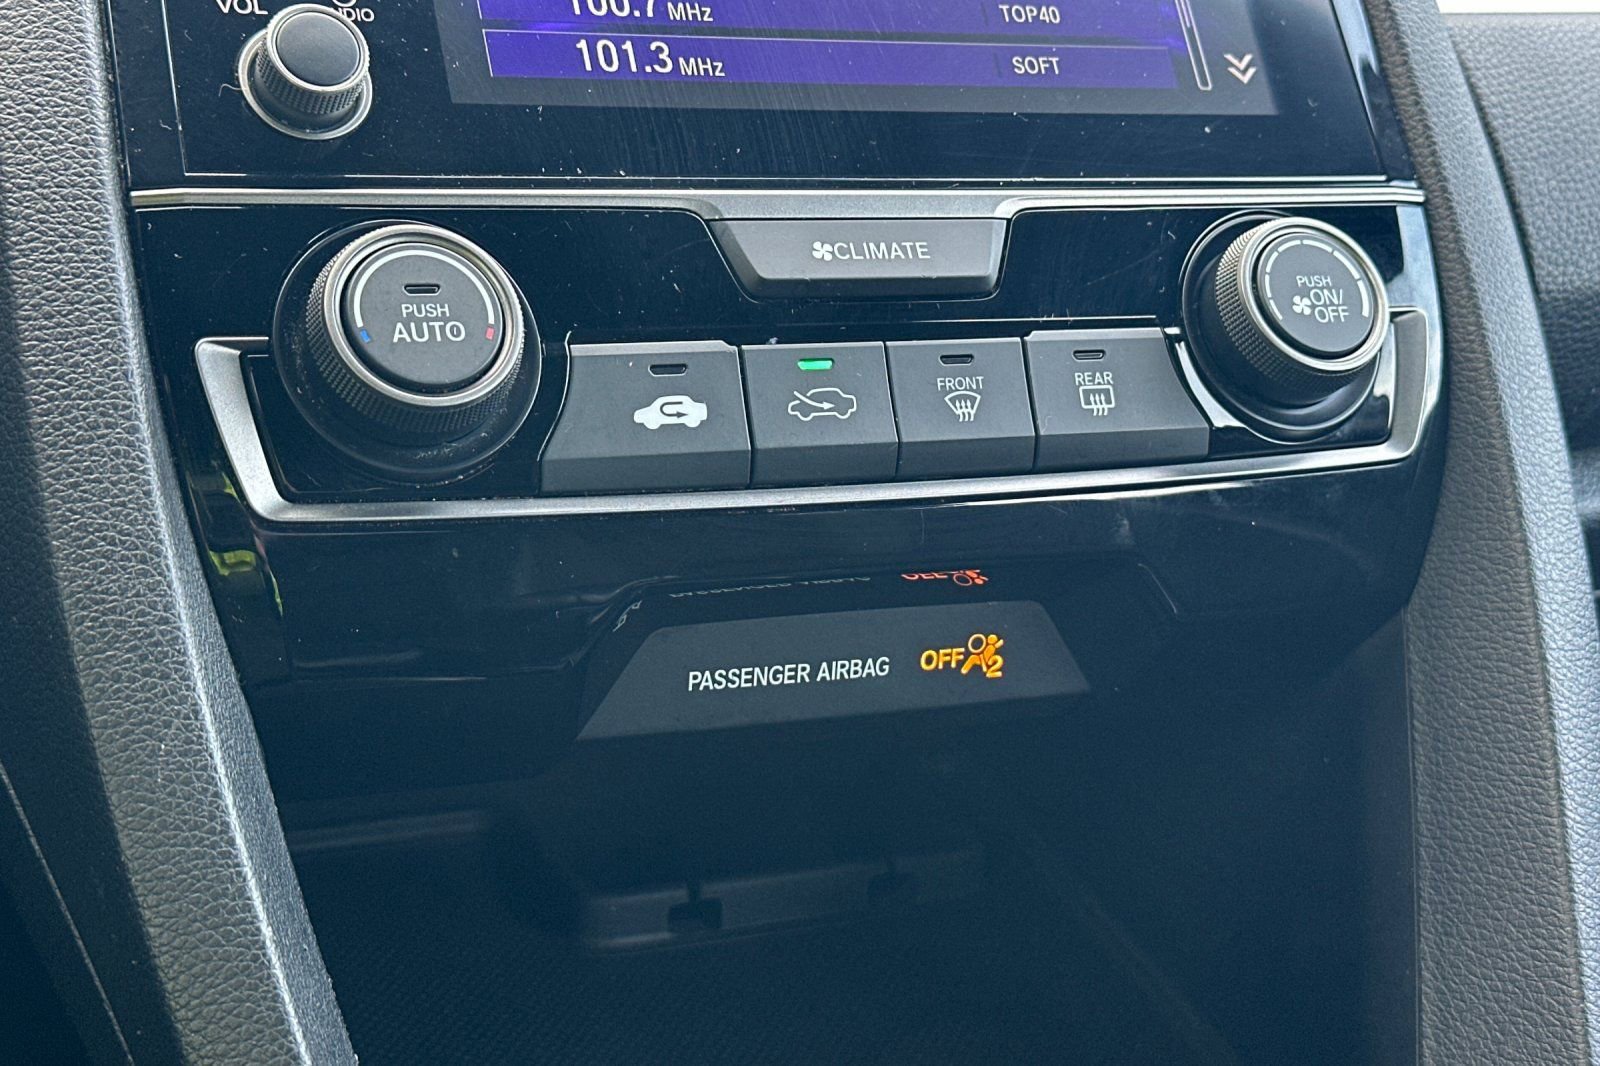 VOL
100.7 MHz TOP40
101.3 MHz SOFT
CLIMATE
PUSH
AUTO
PUSH
ON/
OFF
FRONT
REAR
PASSENGER AIRBAG OFF 2